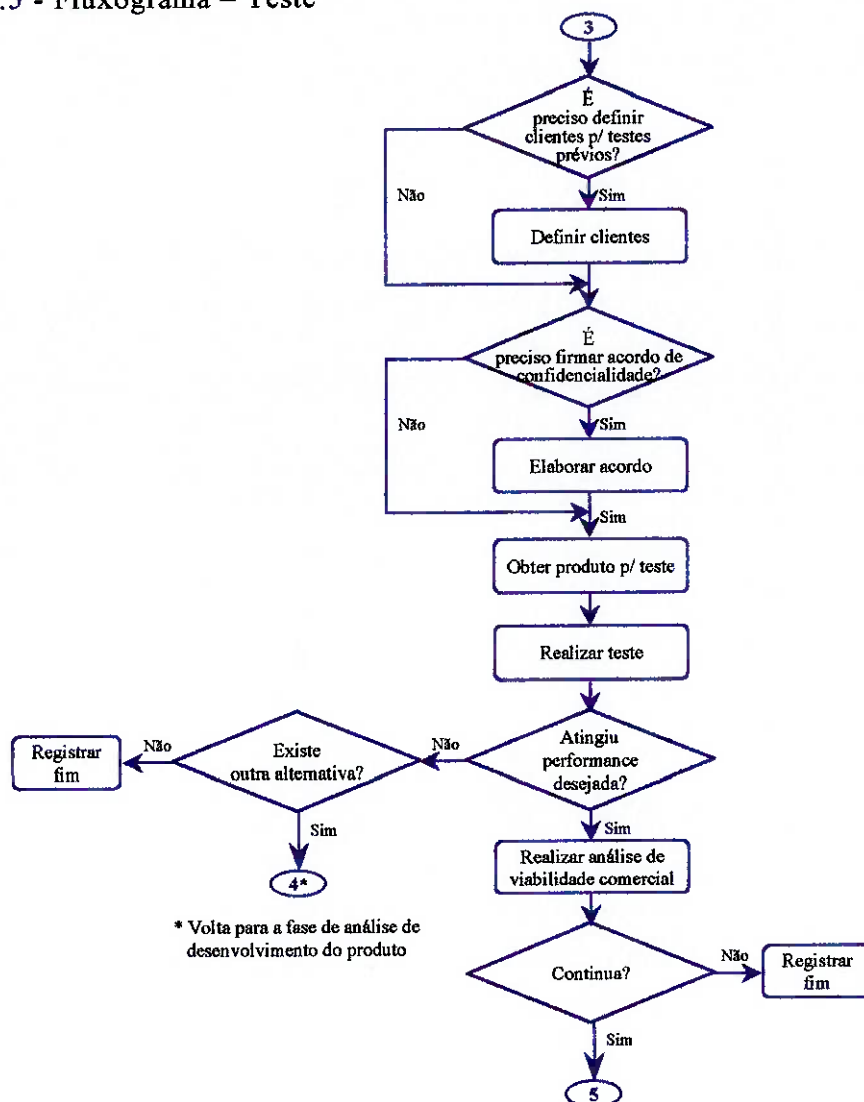 .5 - Fluxograma – Teste
3
É
preciso definir
clientes p/ testes
prévios?
Não
Sim
Definir clientes
É
preciso firmar acordo de
confidencialidade?
Não
Sim
Elaborar acordo
Sim
Obter produto p/ teste
Realizar teste
Registrar
fim
Não
Existe
outra alternativa?
Não
Atingiu
performance
desejada?
Sim
Sim
4*
Realizar análise de
viabilidade comercial
* Volta para a fase de análise de
desenvolvimento do produto
Continua?
Não
Registrar
fim
Sim
5